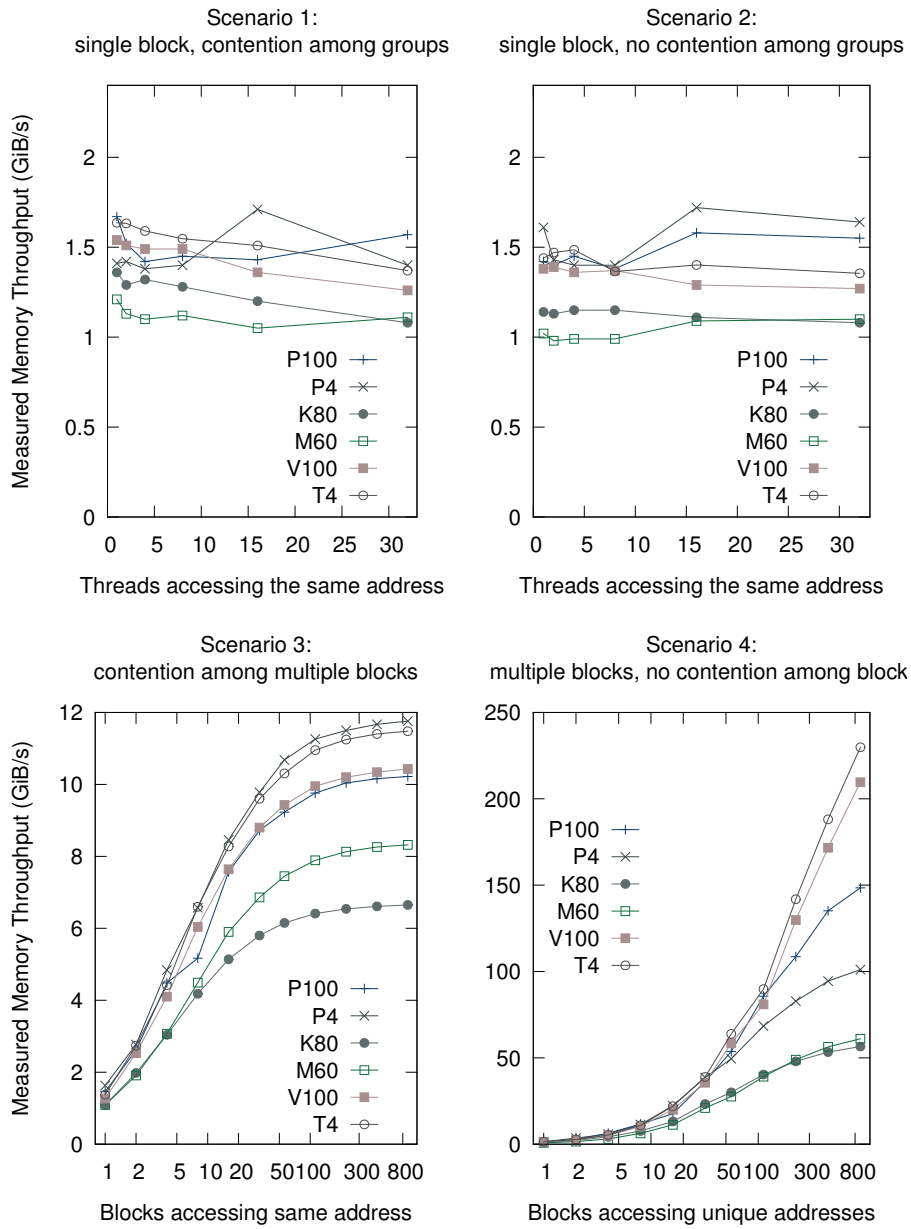 Scenario 1:
single block, contention among groups
Measured Memory Throughput (GiB/s)
2
1.5
1
0.5
0
P100
P4
K80
M60
V100
T4
0 5 10 15 20 25 30
Threads accessing the same address
Scenario 2:
single block, no contention among groups
2
1.5
1
0.5
0
P100
P4
K80
M60
V100
T4
0 5 10 15 20 25 30
Threads accessing the same address
Scenario 3:
contention among multiple blocks
Measured Memory Throughput (GiB/s)
12
10
8
6
4
2
0
P100
P4
K80
M60
V100
T4
1 2 5 10 20 50 100 300 800
Blocks accessing same address
Scenario 4:
multiple blocks, no contention among block
250
200
150
100
50
0
P100
P4
K80
M60
V100
T4
1 2 5 10 20 50 100 300 800
Blocks accessing unique addresses